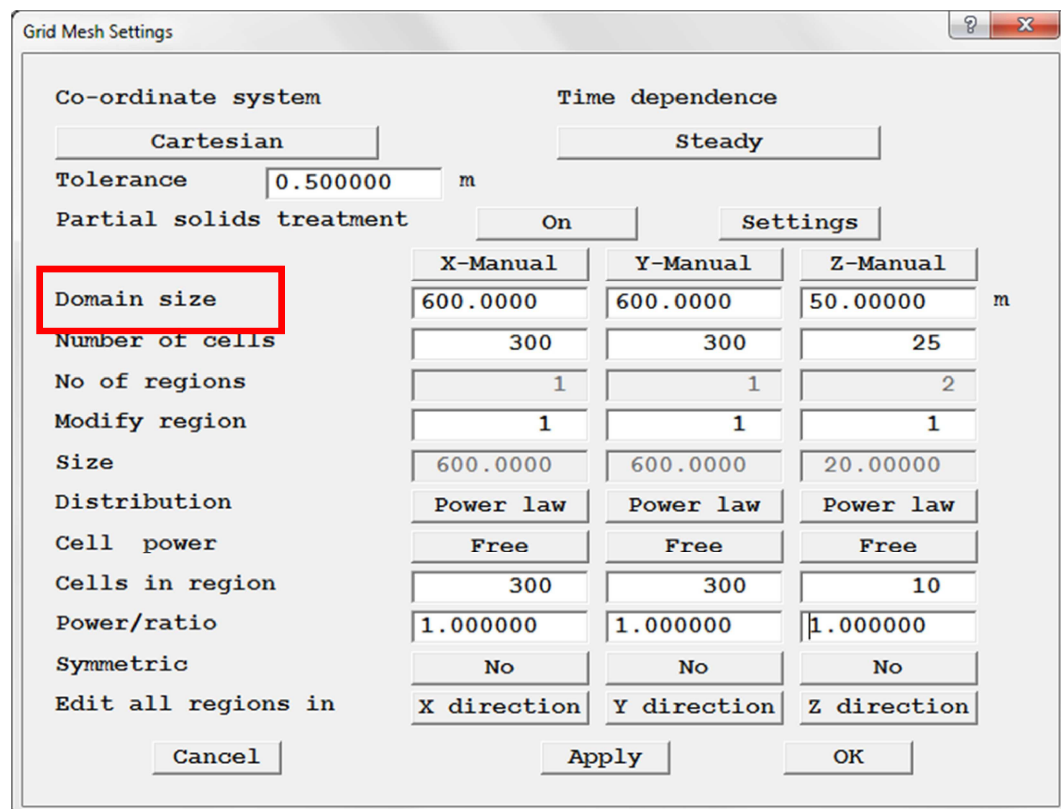 Grid Mesh Settings
Co-ordinate system Time dependence
Cartesian Steady
Tolerance 0.500000 m
Partial solids treatment On Settings
X-Manual Y-Manual Z-Manual
Domain size 600.0000 600.0000 50.00000 m
Number of cells 300 300 25
No of regions 1 1 2
Modify region 1 1 1
Size 600.0000 600.0000 20.00000
Distribution Power law Power law Power law
Cell power Free Free Free
Cells in region 300 300 10
Power/ratio 1.000000 1.000000 1.000000
Symmetric No No No
Edit all regions in X direction Y direction Z direction
Cancel Apply OK